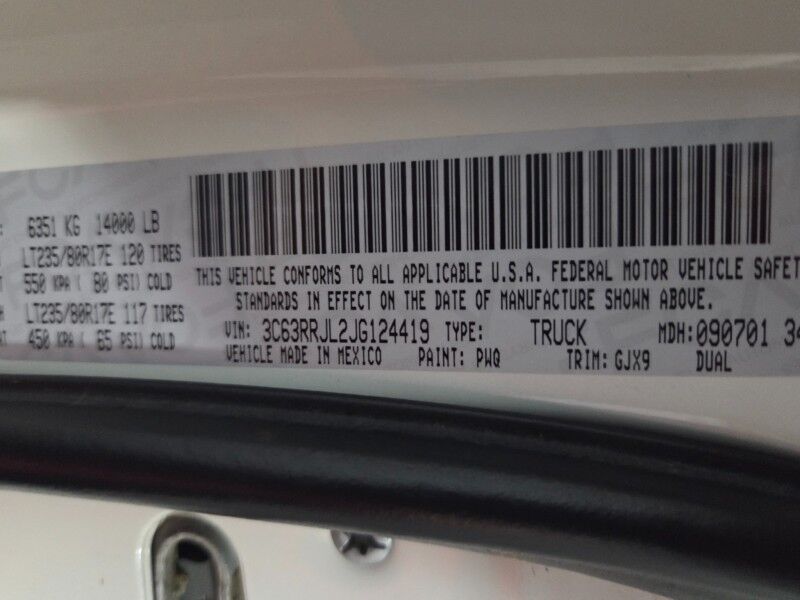 : 6351 KG 14000 LB
LT235/80R17E 120 TIRES
T 550 KPA ( 80 PSI) COLD
H LT235/80R17E 117 TIRES
AT 450 KPA ( 65 PSI) COLD
THIS VEHICLE CONFORMS TO ALL APPLICABLE U.S.A. FEDERAL MOTOR VEHICLE SAFET
STANDARDS IN EFFECT ON THE DATE OF MANUFACTURE SHOWN ABOVE.
VIN: 3C63RRJL2JG124419 TYPE: TRUCK MDH: 090701 34
VEHICLE MADE IN MEXICO PAINT: PWQ TRIM: GJX9 DUAL